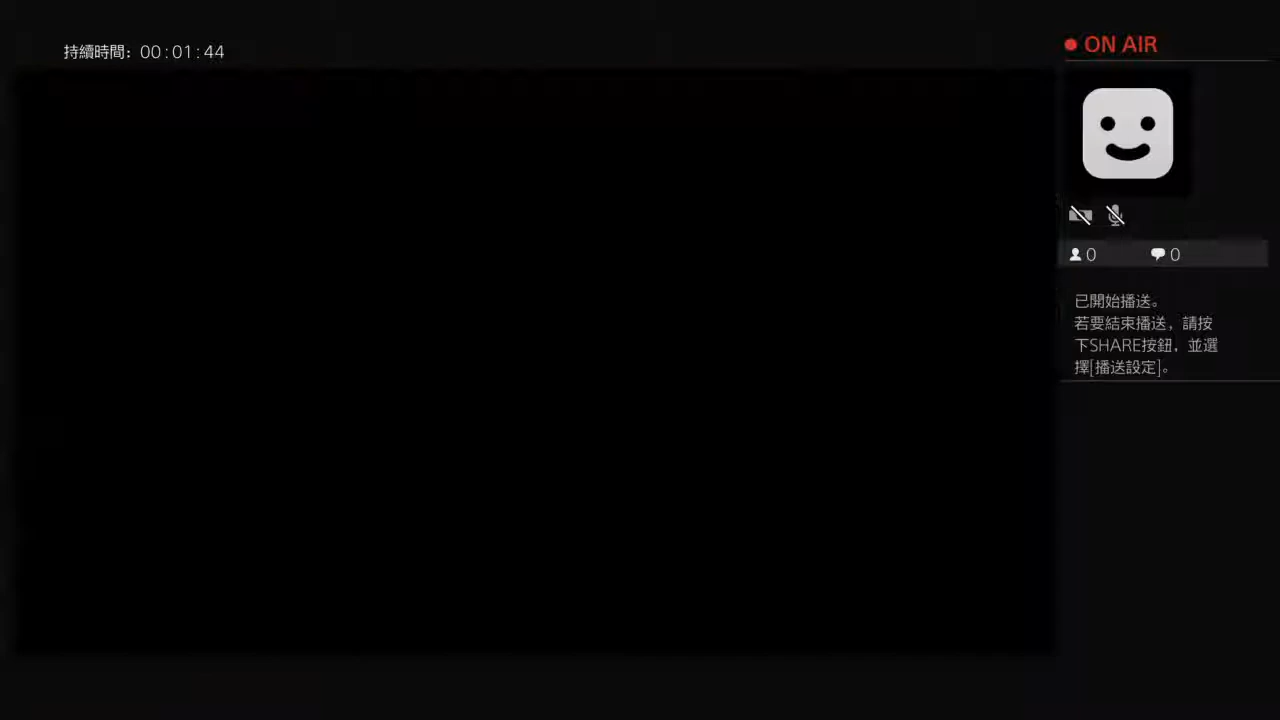 持續時間：00:01:44
ON AIR
0
0
已開始播送。
若要結束播送，請按
下SHARE按鈕，並選
擇[播送設定]。